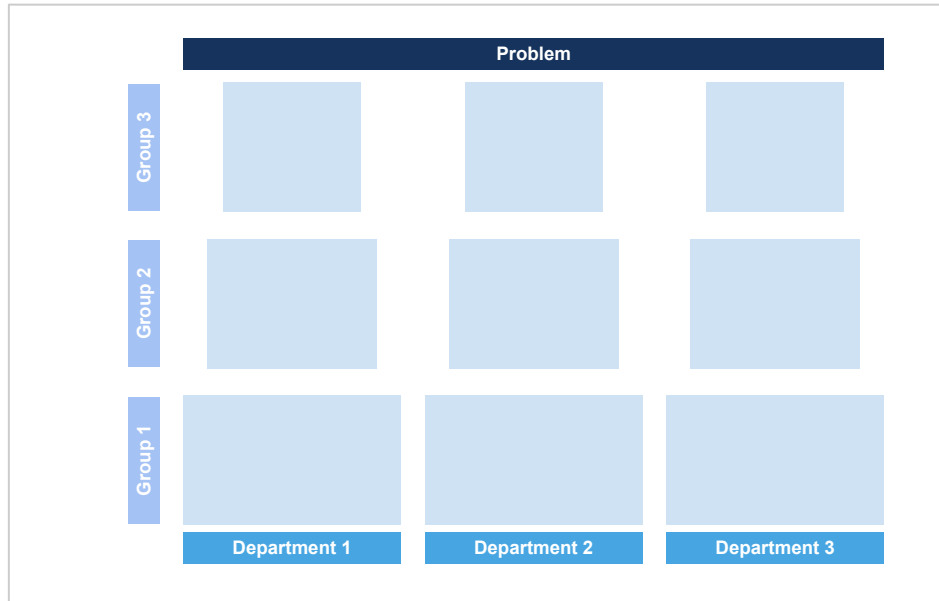 Problem
Group 3
Group 2
Group 1
Department 1
Department 2
Department 3